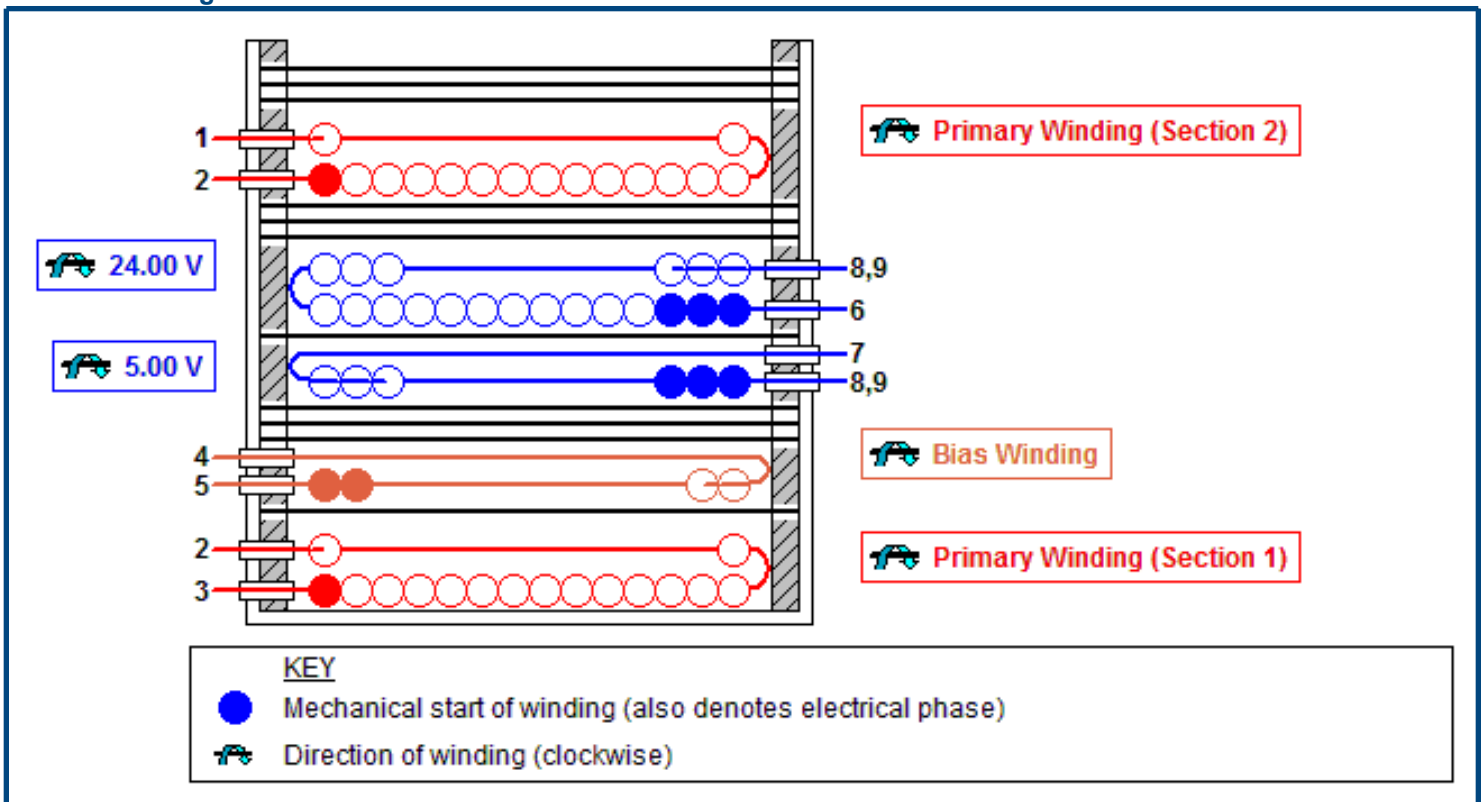 1
Primary Winding (Section 2)
2
24.00 V
8,9
6
5.00 V
7
8,9
4
Bias Winding
5
2
Primary Winding (Section 1)
3
KEY
Mechanical start of winding (also denotes electrical phase)
Direction of winding (clockwise)